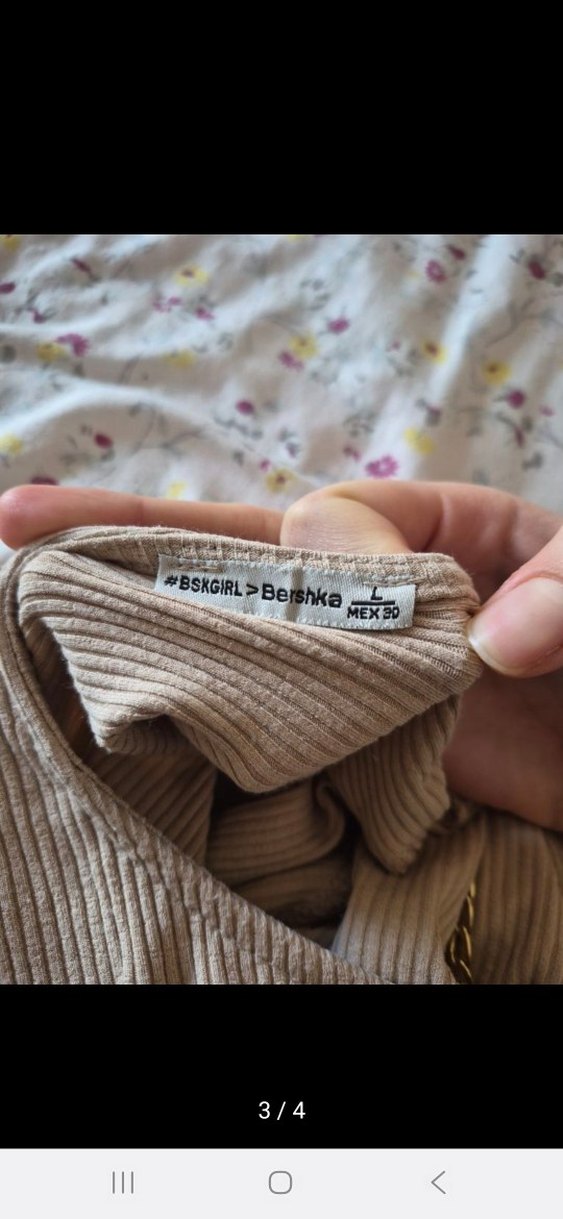 #BSKGIRL > Bershka
L
MEX 30
3 / 4